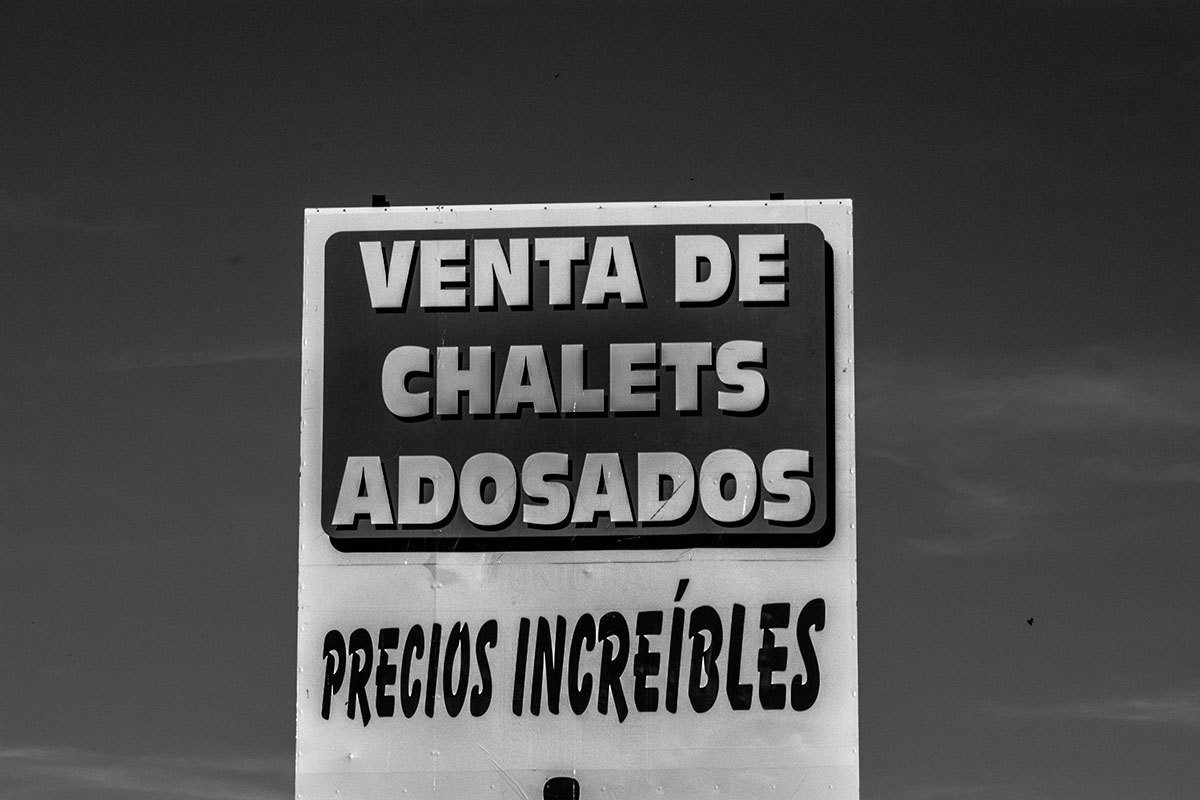 VENTA DE
CHALETS
ADOSADOS
PRECIOS INCREÍBLES